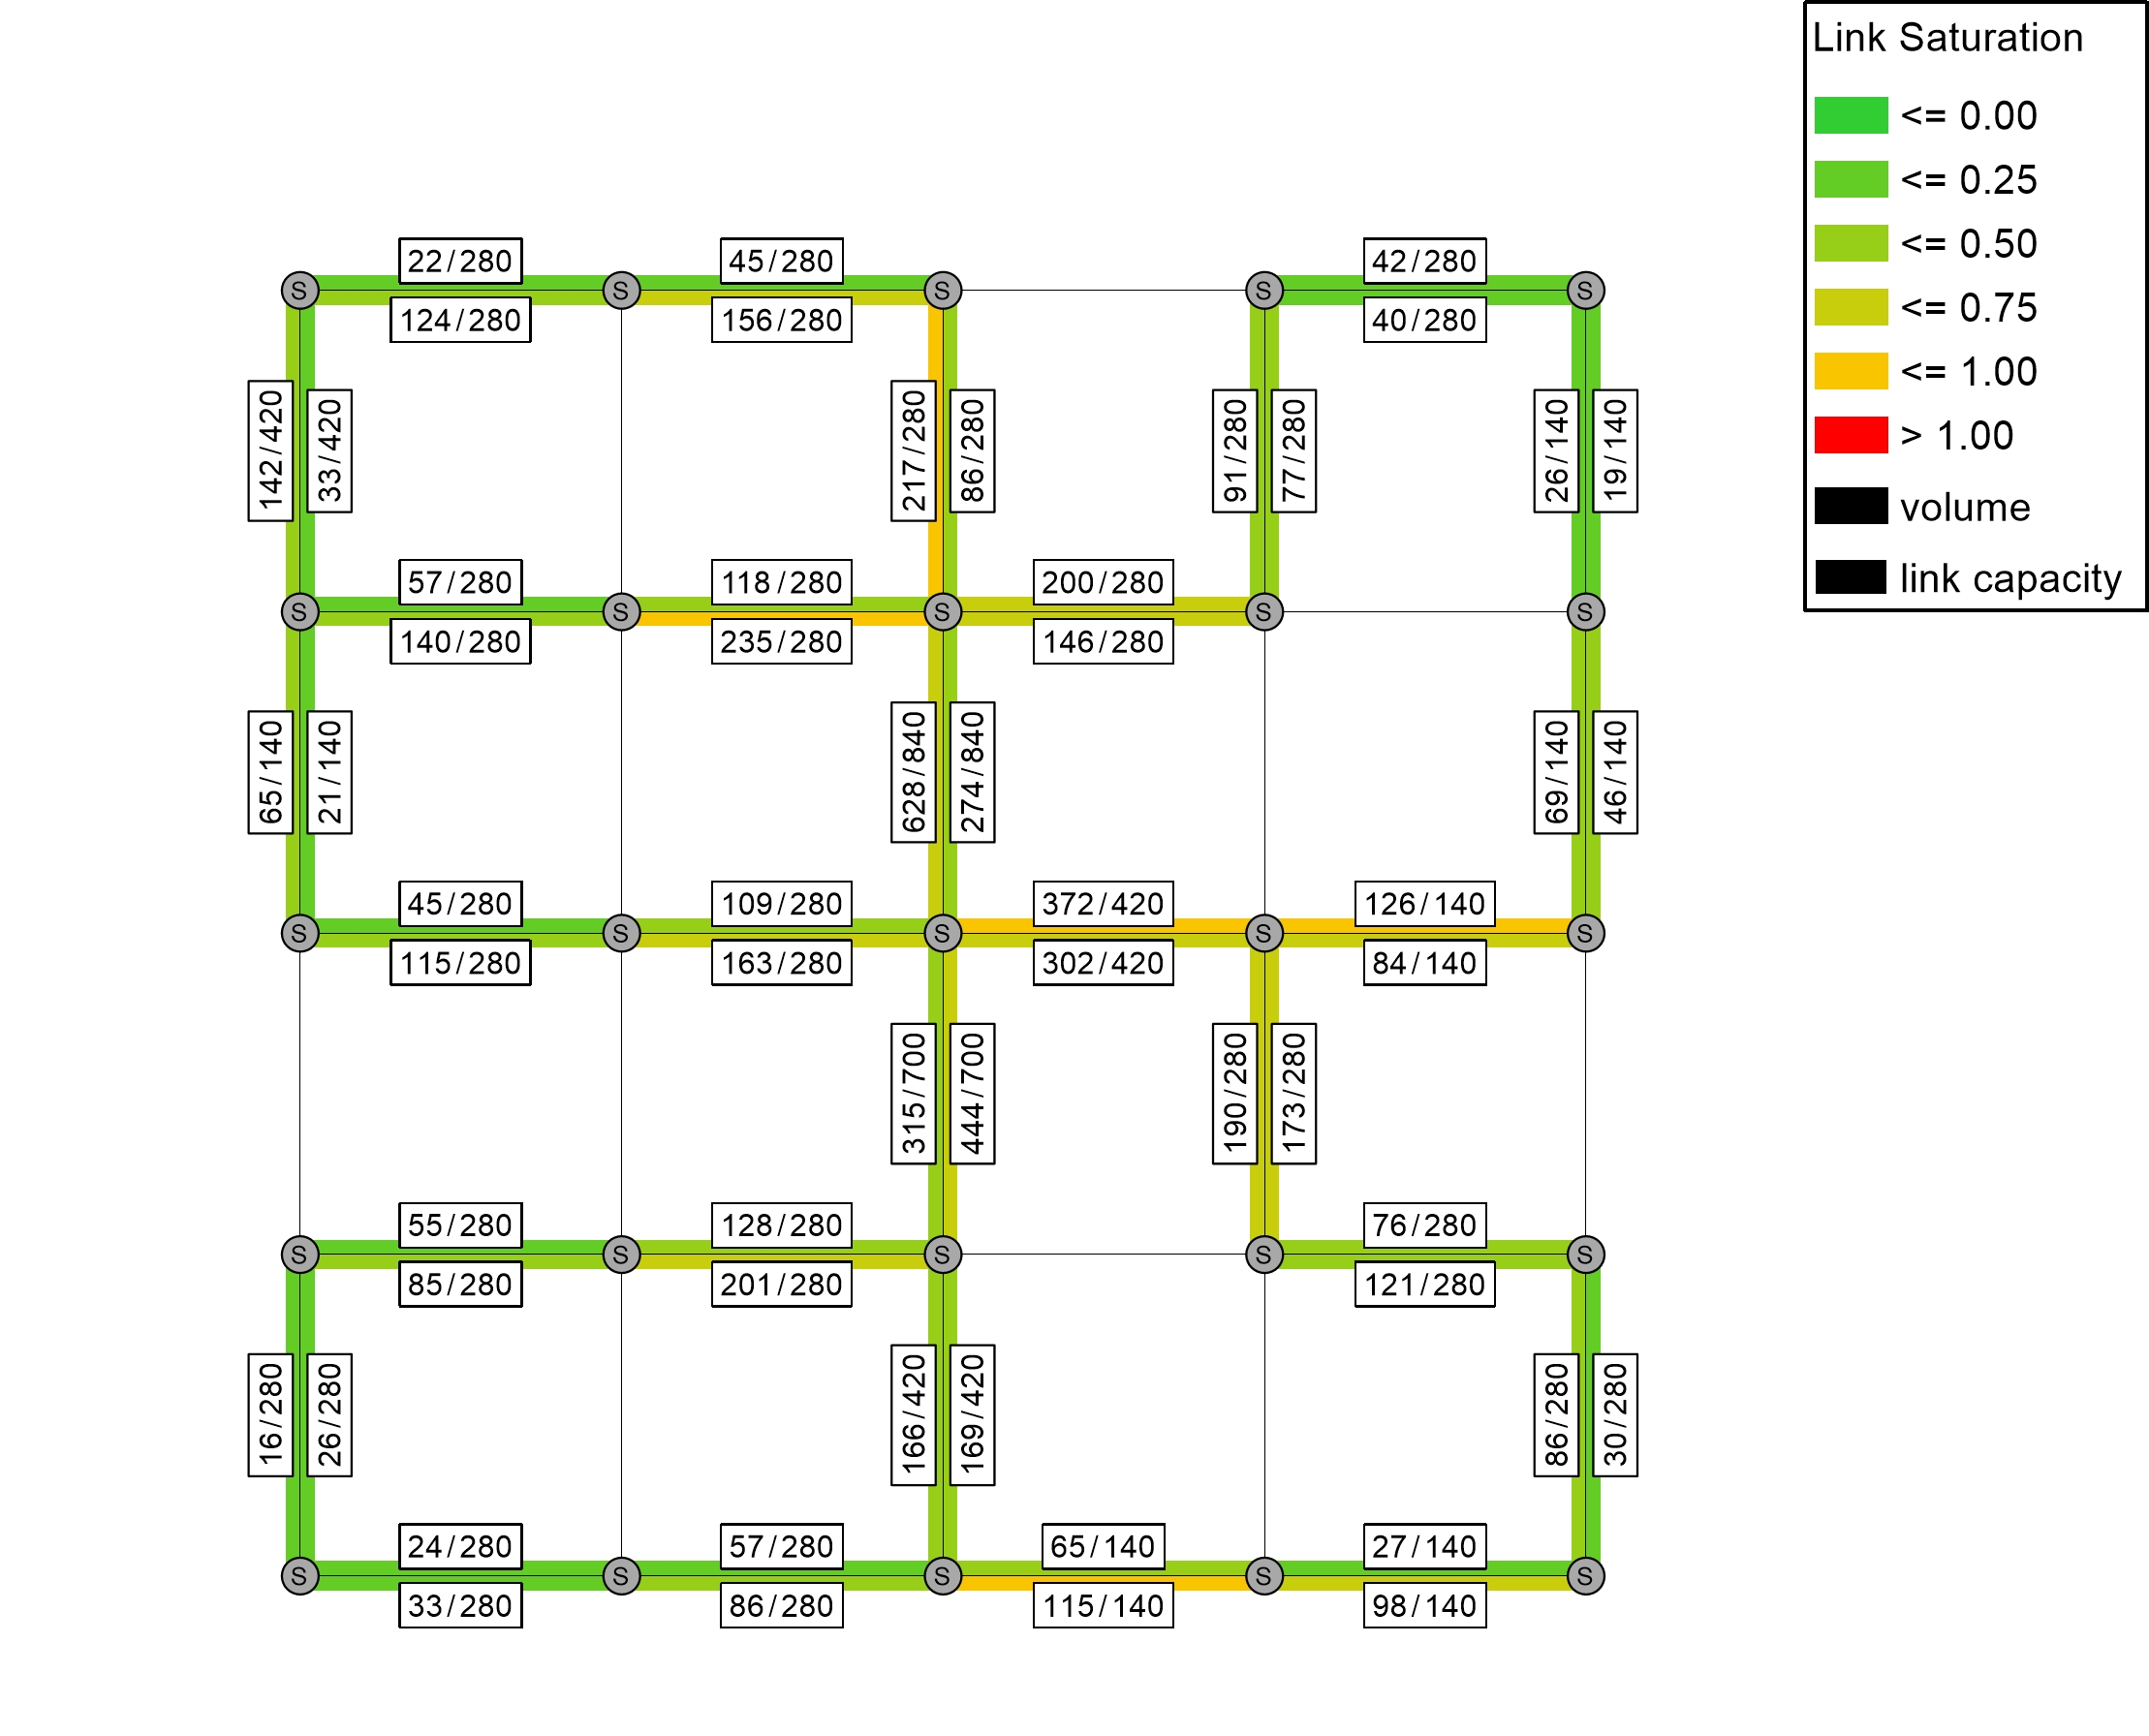 Link Saturation
<= 0.00
<= 0.25
<= 0.50
<= 0.75
<= 1.00
> 1.00
volume
link capacity
22/280
45/280
42/280
S
S
S
S
S
124/280
156/280
40/280
142/420
33/420
217/280
86/280
91/280
77/280
26/140
19/140
57/280
118/280
200/280
S
S
S
S
S
140/280
235/280
146/280
65/140
21/140
628/840
274/840
69/140
46/140
45/280
109/280
372/420
126/140
S
S
S
S
S
115/280
163/280
302/420
84/140
315/700
444/700
190/280
173/280
55/280
128/280
76/280
S
S
S
S
S
85/280
201/280
121/280
16/280
26/280
166/420
169/420
86/280
30/280
24/280
57/280
65/140
27/140
S
S
S
S
S
33/280
86/280
115/140
98/140